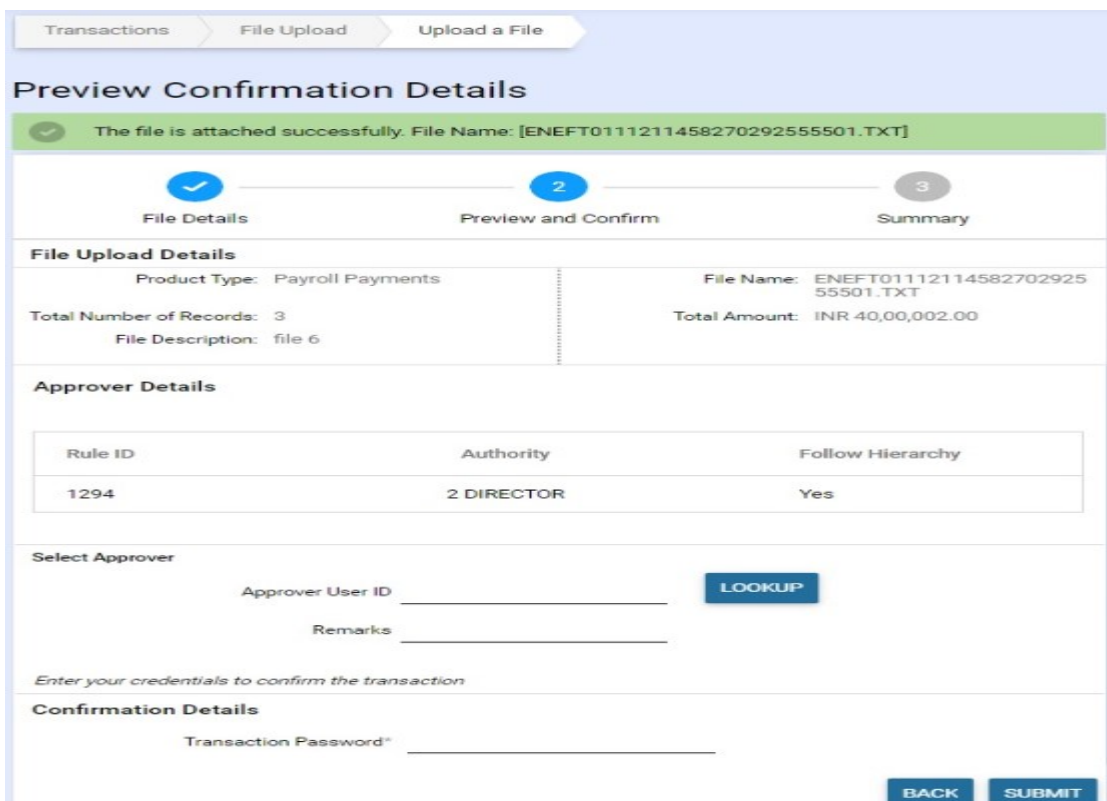 Transactions File Upload Upload a File
Preview Confirmation Details
The file is attached successfully. File Name: [ENEFT01112114582702925555​01.TXT]
2 3
File Details Preview and Confirm Summary
File Upload Details
Product Type: Payroll Payments File Name: ENEFT01112114582702925
55501.TXT
Total Number of Records: 3 Total Amount: INR 40,00,002.00
File Description: file 6
Approver Details
Rule ID Authority Follow Hierarchy
1294 2 DIRECTOR Yes
Select Approver
Approver User ID LOOKUP
Remarks
Enter your credentials to confirm the transaction
Confirmation Details
Transaction Password*
BACK SUBMIT